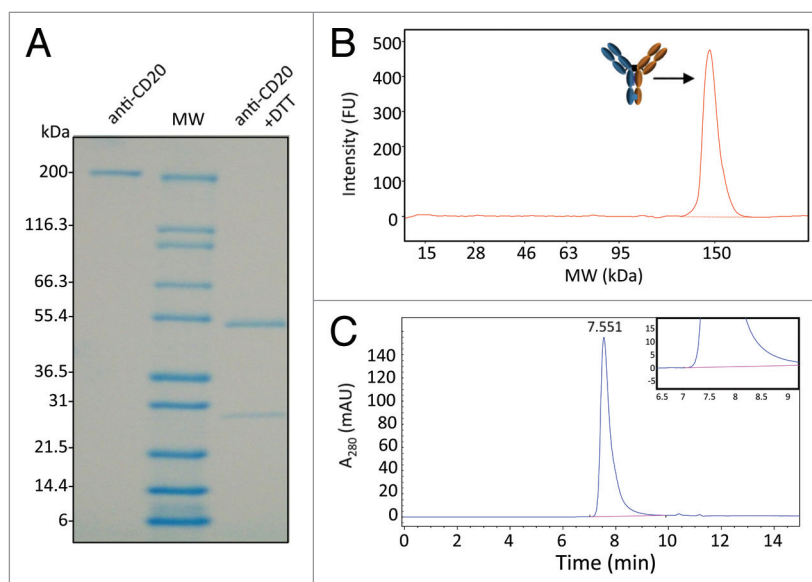 A
anti-CD20
MW
anti-CD20
+DTT
kDa
200-
116.3-
66.3-
55.4-
36.5-
31-
21.5-
14.4-
6-
B
Intensity (FU)
500
400
300
200
100
0
15 28 46 63 95 150
MW (kDa)
C
7.551
A280 (mAU)
140
120
100
80
60
40
20
0
0 2 4 6 8 10 12 14
Time (min)
15
10
5
0
-5
6.5 7 7.5 8 8.5 9